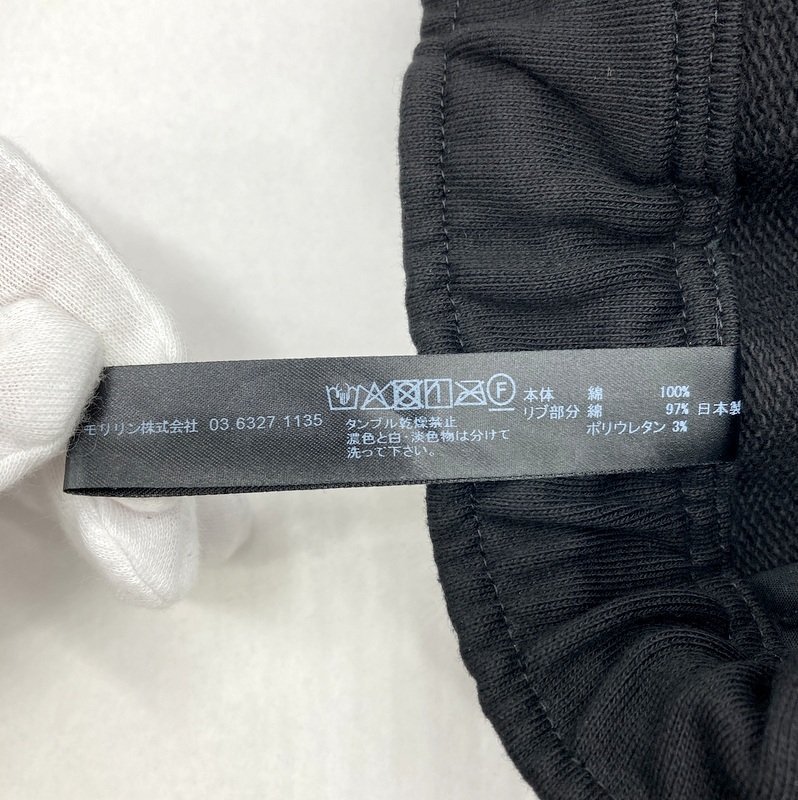 モリリン株式会社 03 6327 1135
タンブル乾燥禁止
濃色と白・淡色物は分けて
洗って下さい。
F
本体 綿 100%
リブ部分 綿 97%
ポリウレタン 3%
日本製